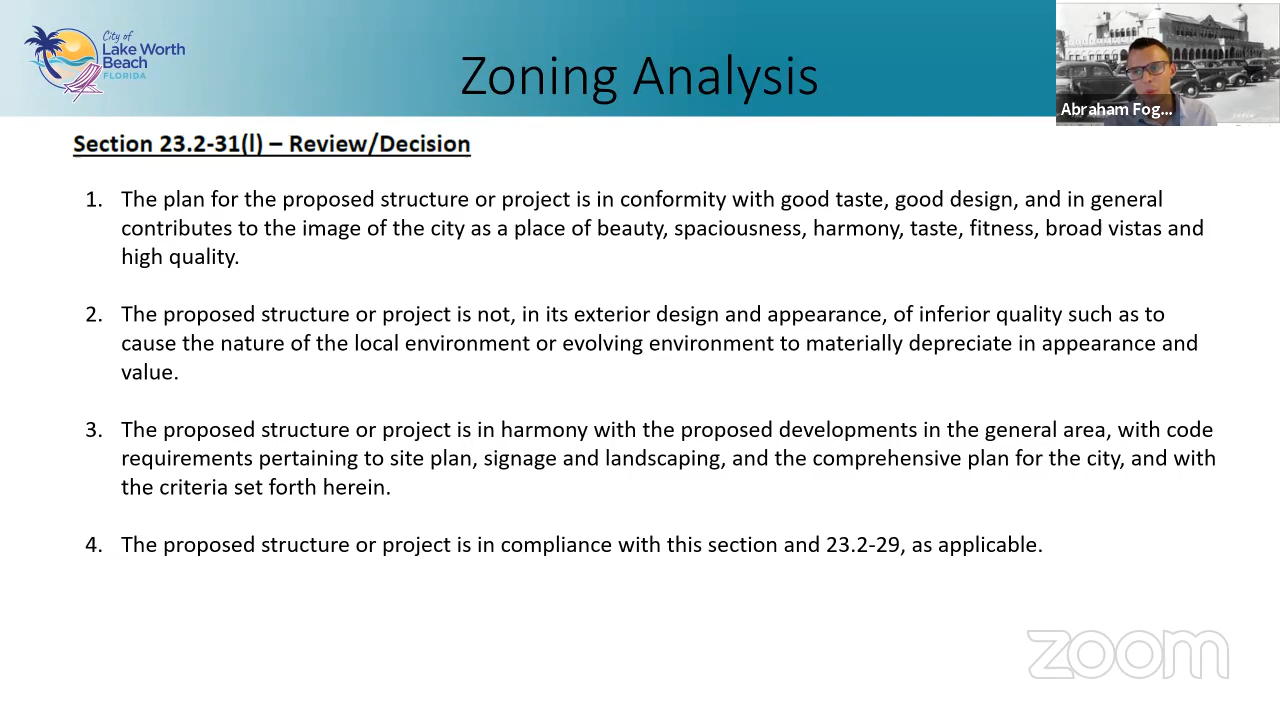 City of
Lake Worth
Beach
FLORIDA
Zoning Analysis
Abraham Fog...
Section 23.2-31(l) – Review/Decision
1. The plan for the proposed structure or project is in conformity with good taste, good design, and in general
contributes to the image of the city as a place of beauty, spaciousness, harmony, taste, fitness, broad vistas and
high quality.
2. The proposed structure or project is not, in its exterior design and appearance, of inferior quality such as to
cause the nature of the local environment or evolving environment to materially depreciate in appearance and
value.
3. The proposed structure or project is in harmony with the proposed developments in the general area, with code
requirements pertaining to site plan, signage and landscaping, and the comprehensive plan for the city, and with
the criteria set forth herein.
4. The proposed structure or project is in compliance with this section and 23.2-29, as applicable.
zoom